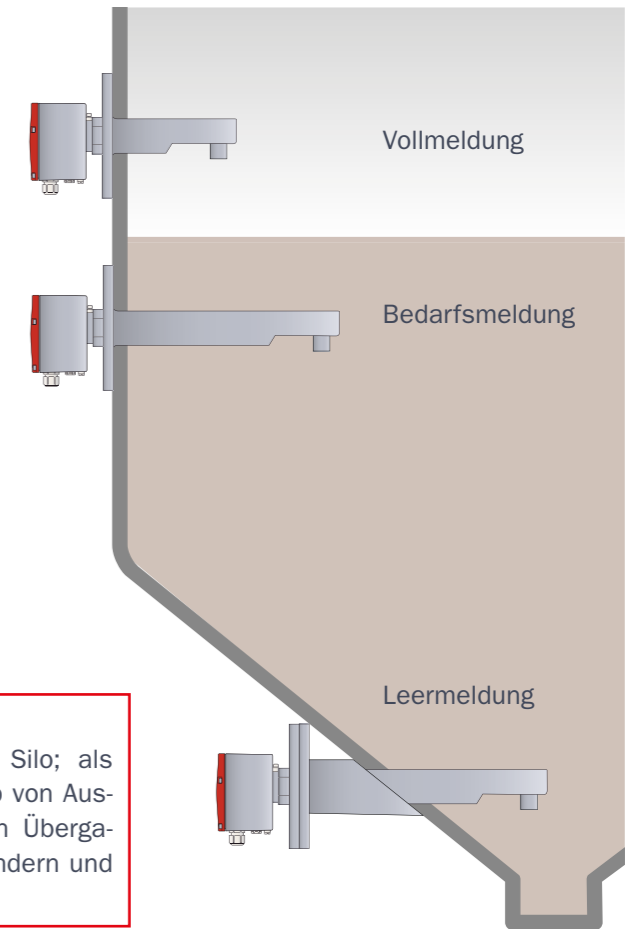 Vollmeldung
Bedarfsmeldung
Leermeldung
Silo; als
von Aus-
Überga-
ndern und